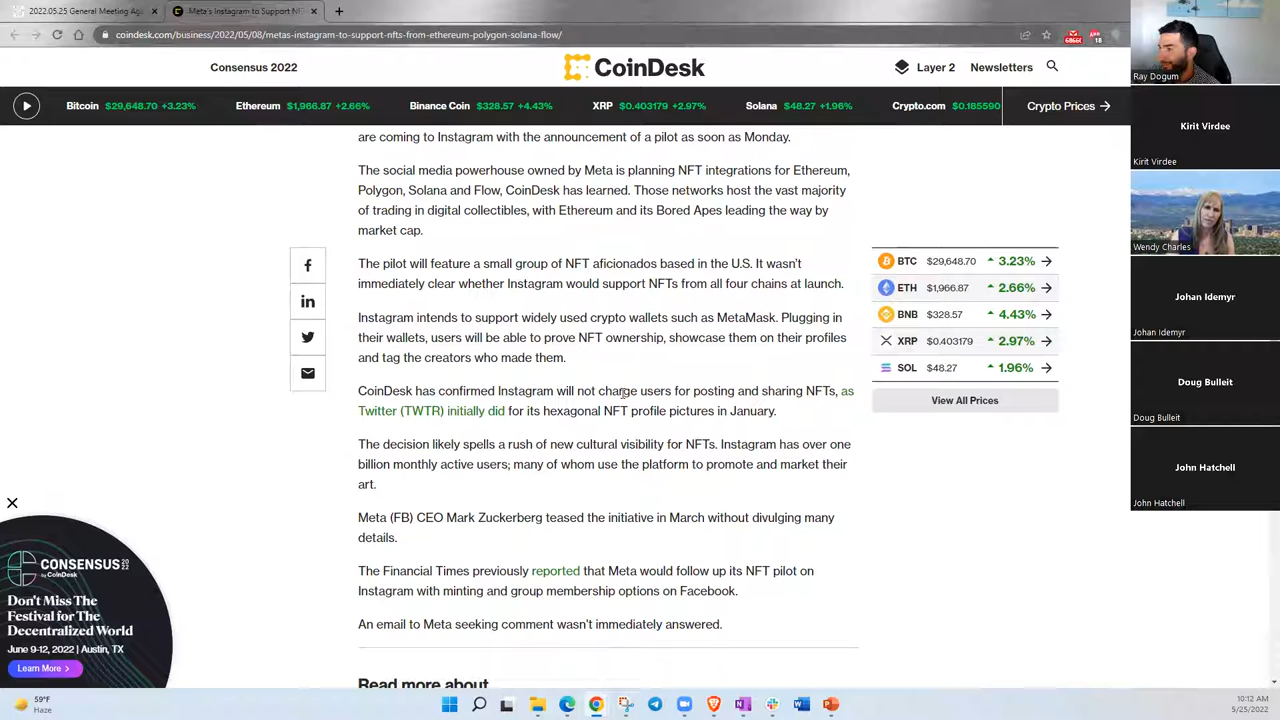 2022.05.25 General Meeting Ag
Meta's Instagram to Support NF
coindesk.com/business/2022/05/08/metas-instagram-to-support-nfts-from-ethereum-polygon-solana-flow/
Consensus 2022
CoinDesk
Layer 2
Newsletters
Bitcoin $29,648.70 +3.23%
Ethereum $1,966.87 +2.66%
Binance Coin $328.57 +4.43%
XRP $0.403179 +2.97%
Solana $48.27 +1.96%
Crypto.com $0.185590
Crypto Prices
are coming to Instagram with the announcement of a pilot as soon as Monday.
The social media powerhouse owned by Meta is planning NFT integrations for Ethereum,
Polygon, Solana and Flow, CoinDesk has learned. Those networks host the vast majority
of trading in digital collectibles, with Ethereum and its Bored Apes leading the way by
market cap.
The pilot will feature a small group of NFT aficionados based in the U.S. It wasn't
immediately clear whether Instagram would support NFTs from all four chains at launch.
Instagram intends to support widely used crypto wallets such as MetaMask. Plugging in
their wallets, users will be able to prove NFT ownership, showcase them on their profiles
and tag the creators who made them.
CoinDesk has confirmed Instagram will not charge users for posting and sharing NFTs, as
Twitter (TWTR) initially did for its hexagonal NFT profile pictures in January.
The decision likely spells a rush of new cultural visibility for NFTs. Instagram has over one
billion monthly active users; many of whom use the platform to promote and market their
art.
Meta (FB) CEO Mark Zuckerberg teased the initiative in March without divulging many
details.
The Financial Times previously reported that Meta would follow up its NFT pilot on
Instagram with minting and group membership options on Facebook.
An email to Meta seeking comment wasn't immediately answered.
Read more about
BTC $29,648.70 3.23%
ETH $1,966.87 2.66%
BNB $328.57 4.43%
XRP $0.403179 2.97%
SOL $48.27 1.96%
View All Prices
CONSENSUS 2022
by CoinDesk
Don't Miss The
Festival for The
Decentralized World
June 9-12, 2022 | Austin, TX
Learn More >
Ray Dogum
Kirit Virdee
Kirit Virdee
Wendy Charles
Johan Idemyr
Johan Idemyr
Doug Bulleit
Doug Bulleit
John Hatchell
John Hatchell
59°F
Haze
10:12 AM
5/25/2022